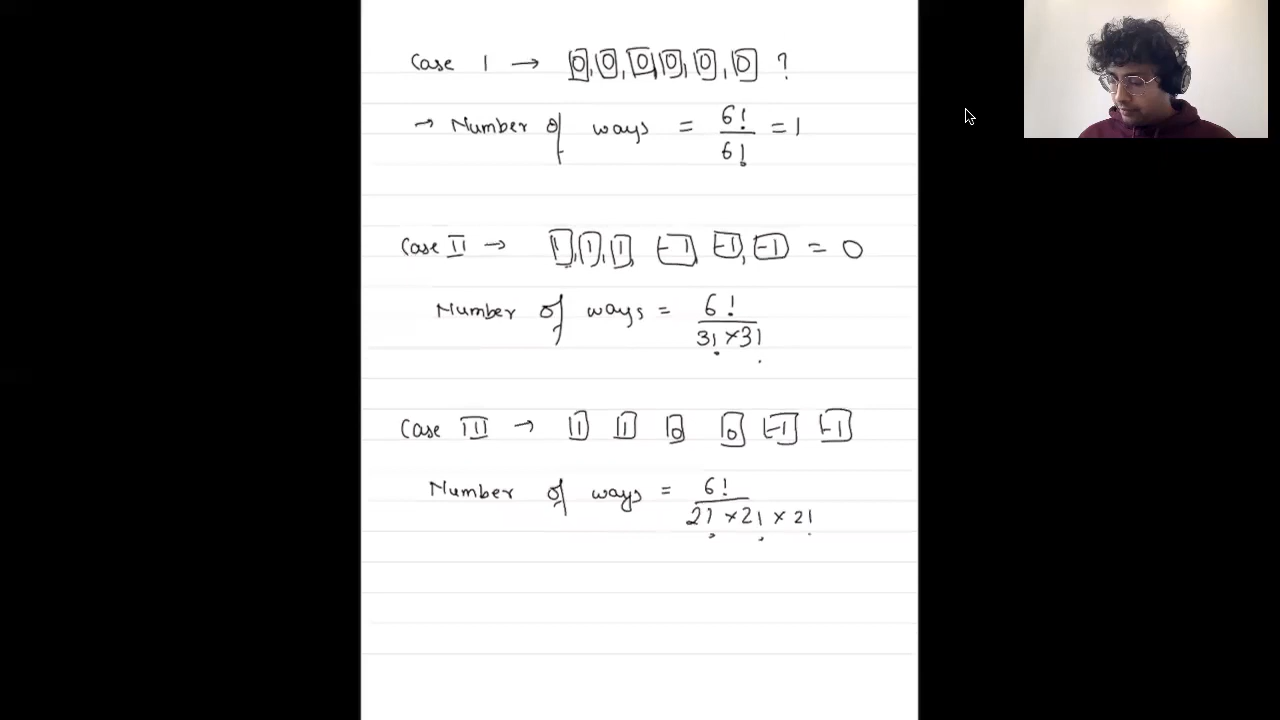 Case I → 0, 0, 0, 0, 0, 0 ?
→ Number of ways = 6!/6! = 1
Case II → 1, 1, 1, -1, -1, -1 = 0
Number of ways = 6!/3! × 3!
Case III → 1 1 0 0 -1 -1
Number of ways = 6!/2! × 2! × 2!